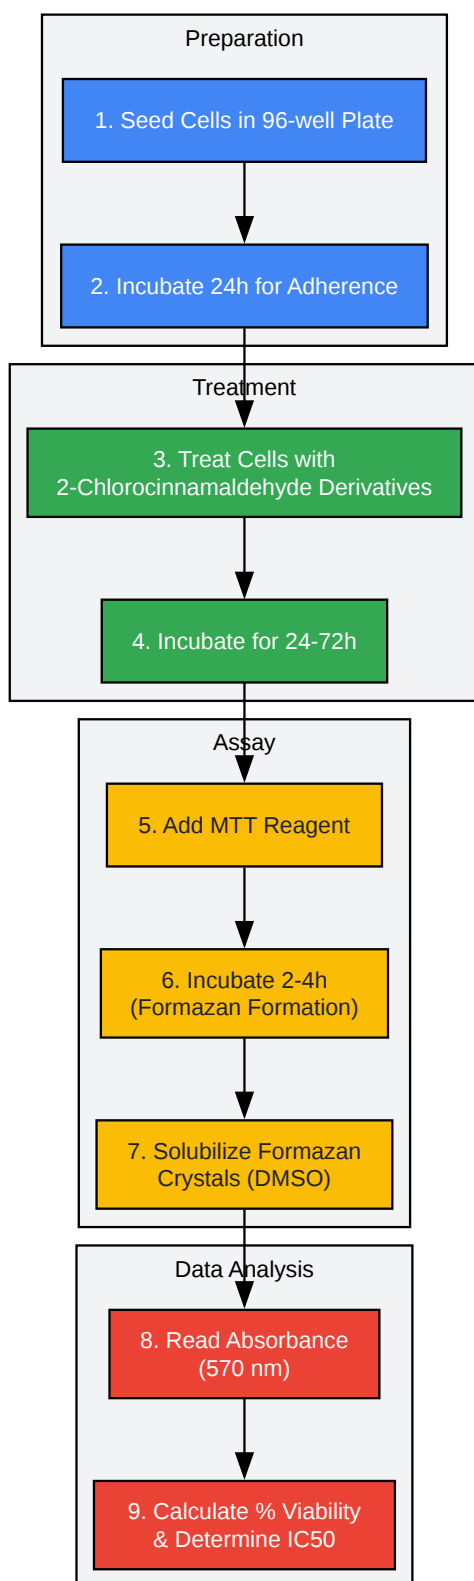 Preparation
1. Seed Cells in 96-well Plate
2. Incubate 24h for Adherence
Treatment
3. Treat Cells with
2-Chlorocinnamaldehyde Derivatives
4. Incubate for 24-72h
Assay
5. Add MTT Reagent
6. Incubate 2-4h
(Formazan Formation)
7. Solubilize Formazan
Crystals (DMSO)
Data Analysis
8. Read Absorbance
(570 nm)
9. Calculate % Viability
& Determine IC50